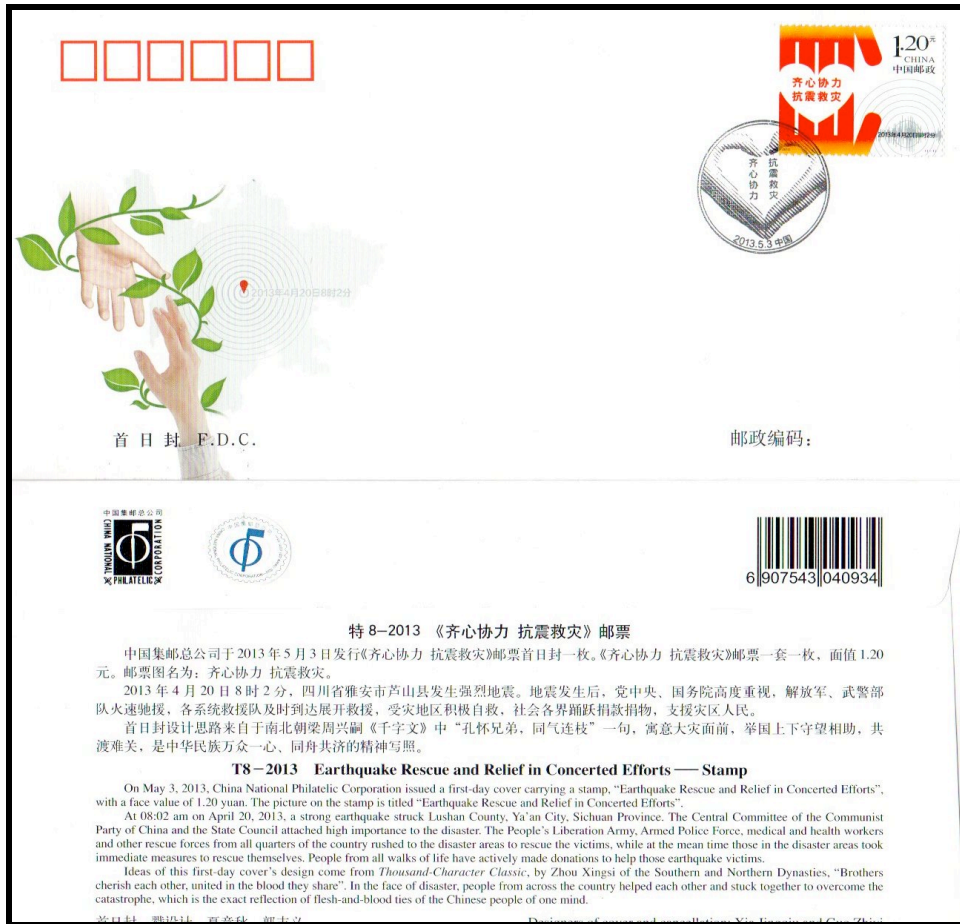 1.20元
CHINA
中国邮政
齐心协力
抗震救灾
2013年4月20日8时2分
齐心协力
抗震救灾
2013.5.3 中国
2013年4月20日8时2分
首日封 F.D.C.
邮政编码：
中国集邮总公司
CHINA NATIONAL
PHILATELIC
CORPORATION
6 907543 040934
特8-2013 《齐心协力 抗震救灾》邮票
中国集邮总公司于2013年5月3日发行《齐心协力 抗震救灾》邮票首日封一枚。《齐心协力 抗震救灾》邮票一套一枚，面值1.20
元。邮票图名为：齐心协力 抗震救灾。
2013年4月20日8时2分，四川省雅安市芦山县发生强烈地震。地震发生后，党中央、国务院高度重视，解放军、武警部
队火速驰援，各系统救援队及时到达展开救援，受灾地区积极自救，社会各界踊跃捐款捐物，支援灾区人民。
首日封设计思路来自于南北朝梁周兴嗣《千字文》中“孔怀兄弟，同气连枝”一句，寓意大灾面前，举国上下守望相助，共
渡难关，是中华民族万众一心、同舟共济的精神写照。
T8－2013 Earthquake Rescue and Relief in Concerted Efforts — Stamp
On May 3, 2013, China National Philatelic Corporation issued a first-day cover carrying a stamp, “Earthquake Rescue and Relief in Concerted Efforts”,
with a face value of 1.20 yuan. The picture on the stamp is titled “Earthquake Rescue and Relief in Concerted Efforts”.
At 08:02 am on April 20, 2013, a strong earthquake struck Lushan County, Ya'an City, Sichuan Province. The Central Committee of the Communist
Party of China and the State Council attached high importance to the disaster. The People's Liberation Army, Armed Police Force, medical and health workers
and other rescue forces from all quarters of the country rushed to the disaster areas to rescue the victims, while at the mean time those in the disaster areas took
immediate measures to rescue themselves. People from all walks of life have actively made donations to help those earthquake victims.
Ideas of this first-day cover's design come from Thousand-Character Classic, by Zhou Xingsi of the Southern and Northern Dynasties, “Brothers
cherish each other, united in the blood they share”. In the face of disaster, people from across the country helped each other and stuck together to overcome the
catastrophe, which is the exact reflection of flesh-and-blood ties of the Chinese people of one mind.